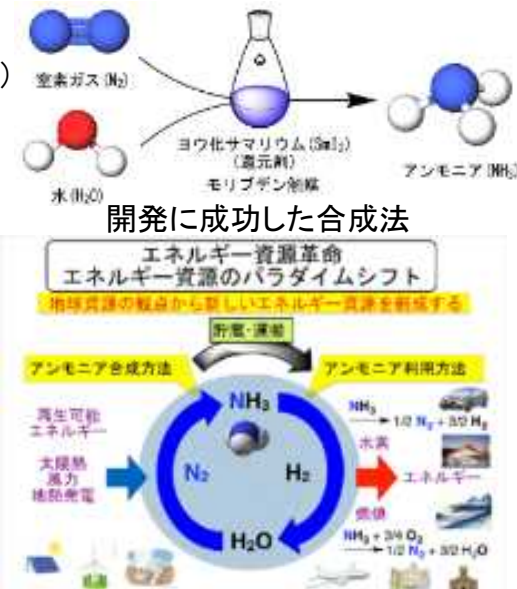 )
窒素ガス(N₂)
水(H₂O)
ヨウ化サマリウム(SmI₂)
(還元剤)
モリブデン触媒
アンモニア(NH₃)
開発に成功した合成法
エネルギー資源革命
エネルギー資源のパラダイムシフト
地球資源の観点から新しいエネルギー資源を創成する
貯蔵・運搬
アンモニア合成方法
アンモニア利用方法
再生可能
エネルギー
太陽熱
風力
地熱発電
NH₃
N₂
H₂
H₂O
NH₃
→ 1/2 N₂ + 3/2 H₂
水素
エネルギー
燃焼
NH₃ + 3/4 O₂
→ 1/2 N₂ + 3/2 H₂O